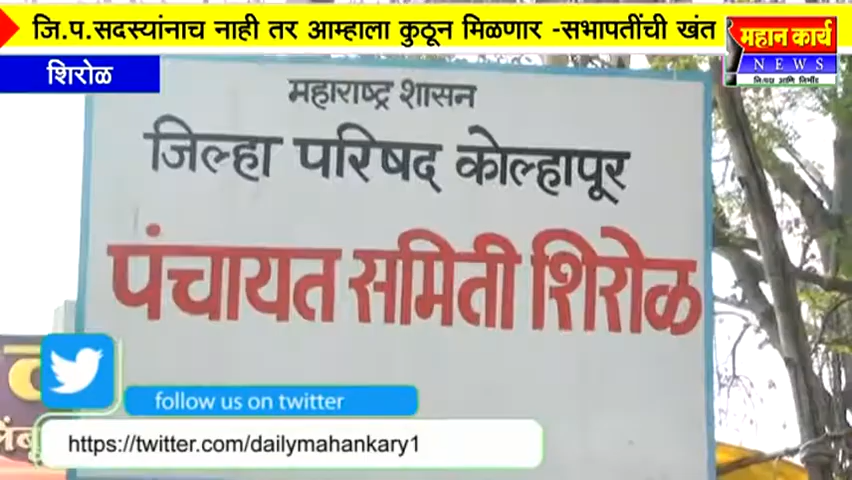 जि.प.सदस्यांनाच नाही तर आम्हाला कुठून मिळणार -सभापतींची खंत
महान कार्य
NEWS
शिरोळ
महाराष्ट्र शासन
जिल्हा परिषद कोल्हापूर
पंचायत समिती शिरोळ
follow us on twitter
https://twitter.com/dailymahankary1